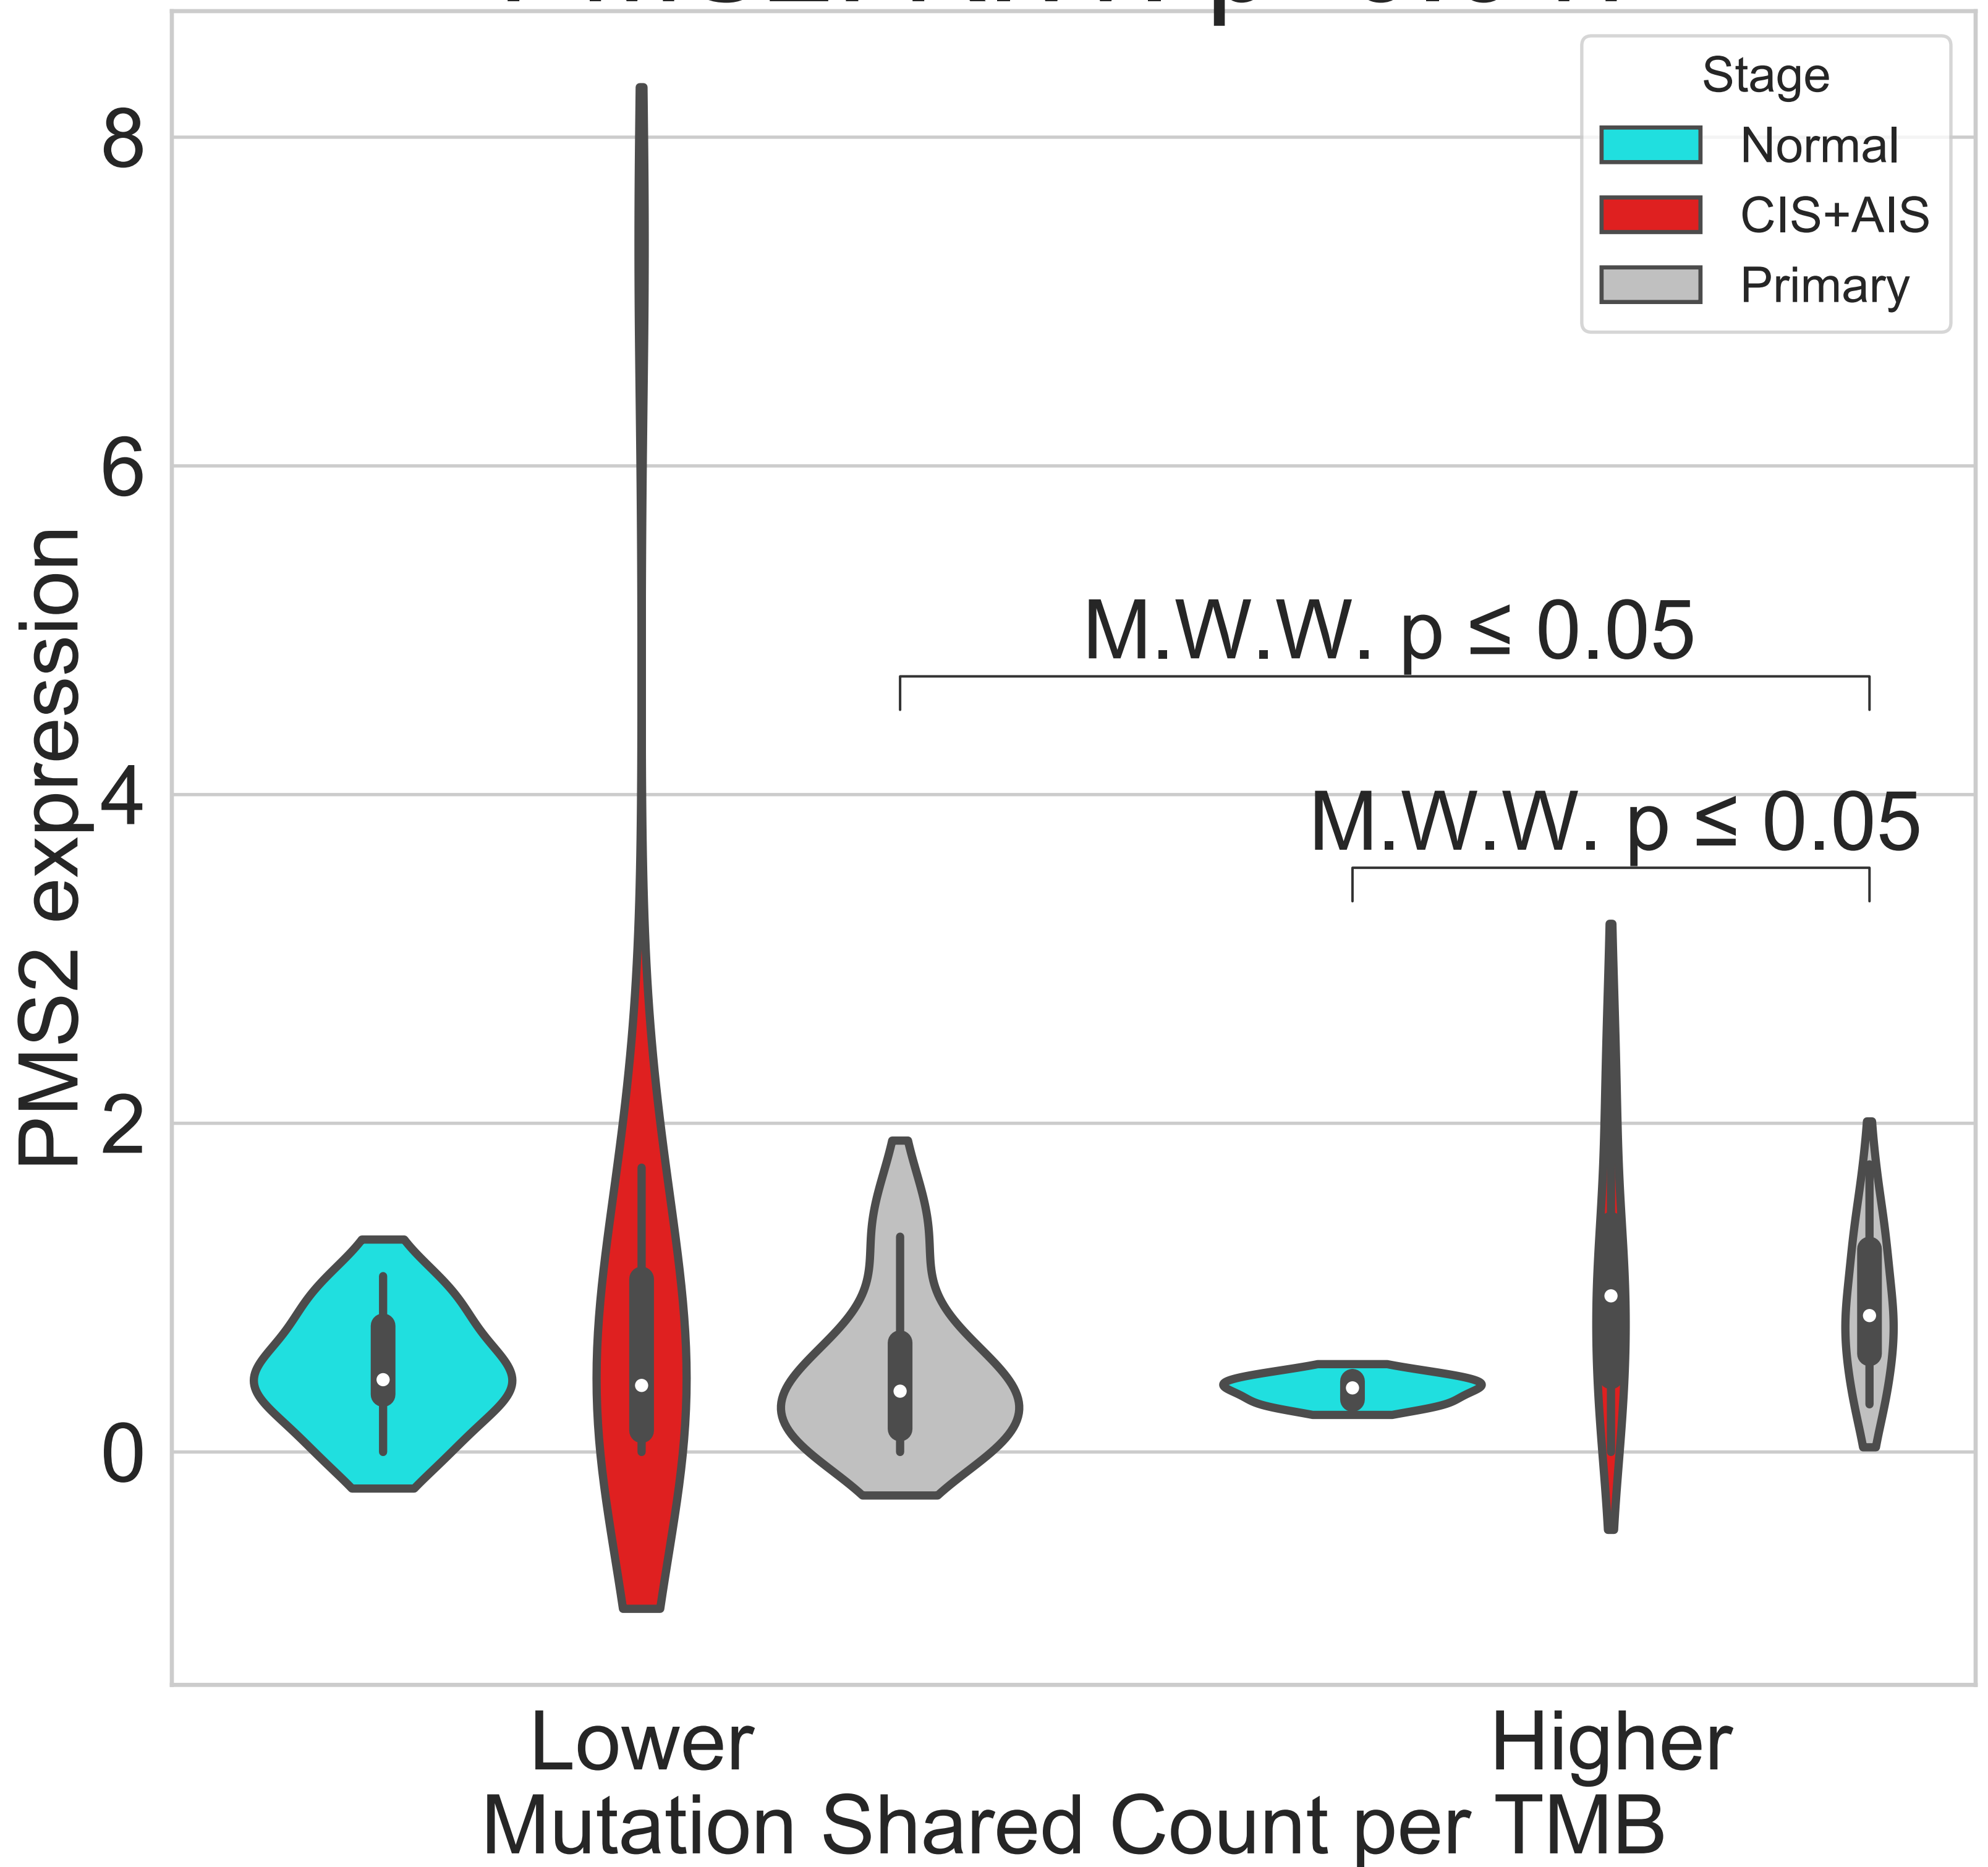 Stage
Normal
CIS+AIS
Primary
8
6
4
2
0
PMS2 expression
M.W.W. p ≤ 0.05
M.W.W. p ≤ 0.05
Lower
Higher
Mutation Shared Count per TMB